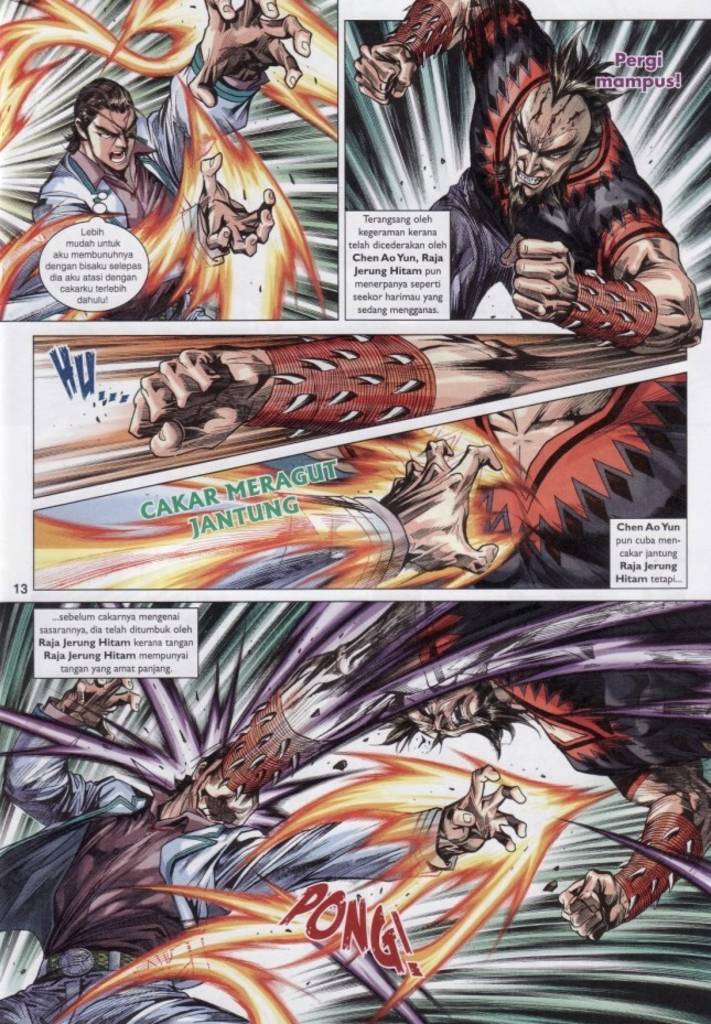 Lebih
mudah untuk
aku membunuhnya
dengan bisaku selepas
dia aku atasi dengan
cakarku terlebih
dahulu!
Pergi
mampus!
Terangsang oleh
kegeraman kerana
telah dicederakan oleh
Chen Ao Yun, Raja
Jerung Hitam pun
menerpanya seperti
seekor harimau yang
sedang mengganas.
HU....
CAKAR MERAGUT
JANTUNG
Chen Ao Yun
pun cuba men-
cakar jantung
Raja Jerung
Hitam tetapi...
13
...sebelum cakarnya mengenai
sasarannya, dia telah ditumbuk oleh
Raja Jerung Hitam kerana tangan
Raja Jerung Hitam mempunyai
tangan yang amat panjang.
PONG!